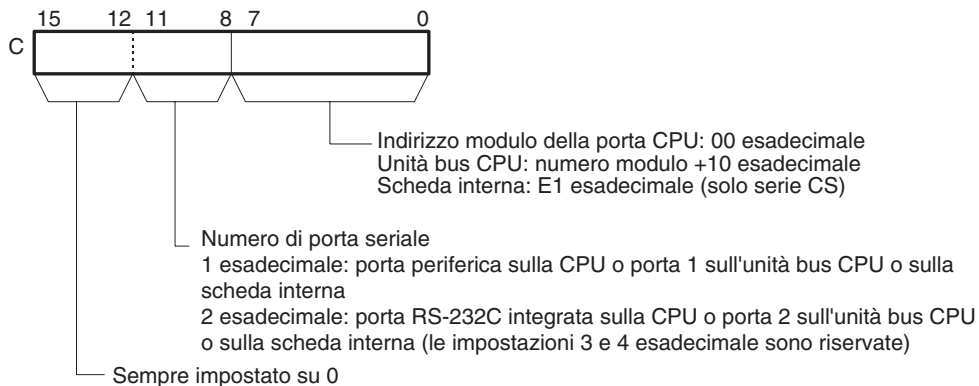 15 12 11 8 7 0
C
Indirizzo modulo della porta CPU: 00 esadecimale
Unità bus CPU: numero modulo +10 esadecimale
Scheda interna: E1 esadecimale (solo serie CS)
Numero di porta seriale
1 esadecimale: porta periferica sulla CPU o porta 1 sull'unità bus CPU o sulla
scheda interna
2 esadecimale: porta RS-232C integrata sulla CPU o porta 2 sull'unità bus CPU
o sulla scheda interna (le impostazioni 3 e 4 esadecimale sono riservate)
Sempre impostato su 0